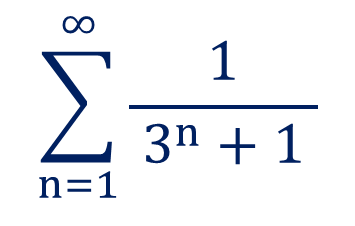 ∞
∑ 1 / (3ⁿ + 1)
n=1